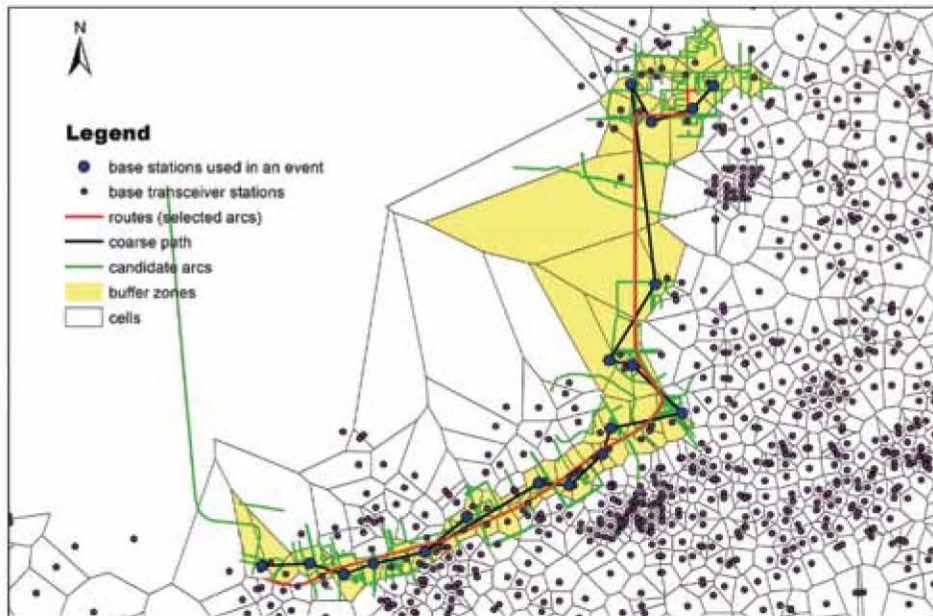 N
Legend
base stations used in an event
base transceiver stations
routes (selected arcs)
coarse path
candidate arcs
buffer zones
cells